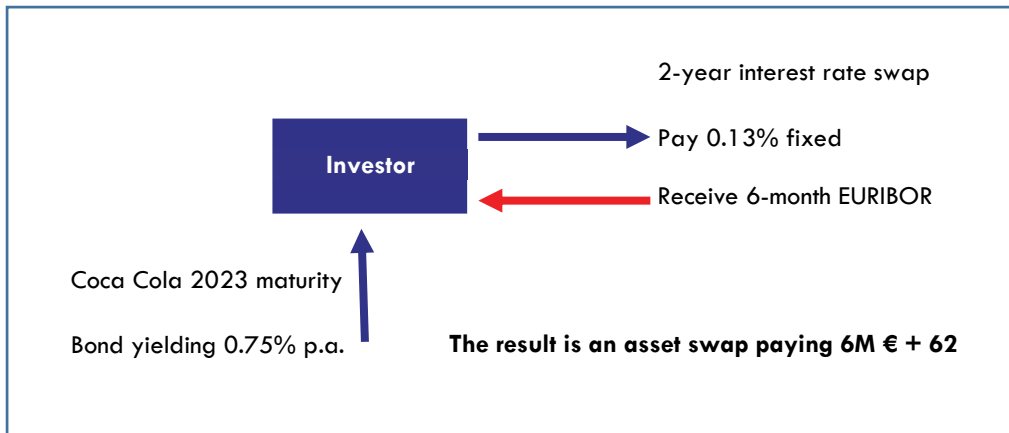 2-year interest rate swap
Pay 0.13% fixed
Investor
Receive 6-month EURIBOR
Coca Cola 2023 maturity
Bond yielding 0.75% p.a.
The result is an asset swap paying 6M € + 62